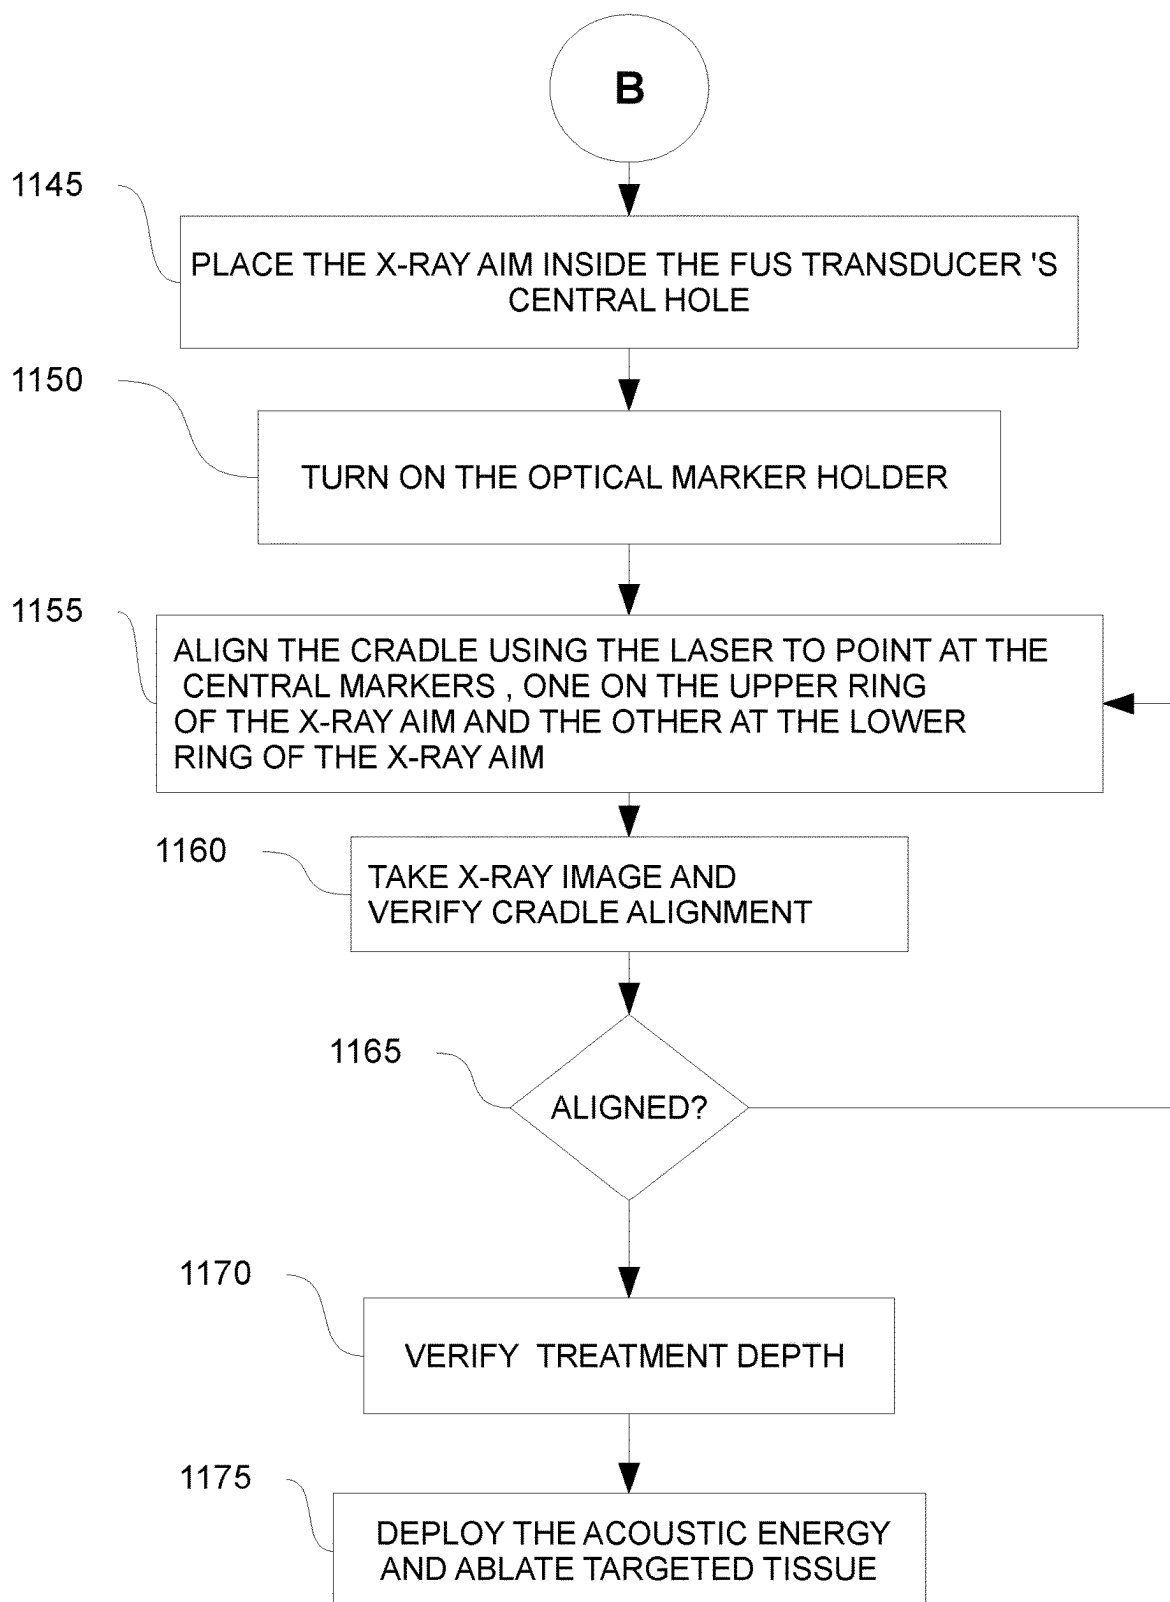 B
1145
PLACE THE X-RAY AIM INSIDE THE FUS TRANSDUCER 'S
CENTRAL HOLE
1150
TURN ON THE OPTICAL MARKER HOLDER
1155
ALIGN THE CRADLE USING THE LASER TO POINT AT THE
CENTRAL MARKERS , ONE ON THE UPPER RING
OF THE X-RAY AIM AND THE OTHER AT THE LOWER
RING OF THE X-RAY AIM
1160
TAKE X-RAY IMAGE AND
VERIFY CRADLE ALIGNMENT
1165
ALIGNED?
1170
VERIFY TREATMENT DEPTH
1175
DEPLOY THE ACOUSTIC ENERGY
AND ABLATE TARGETED TISSUE